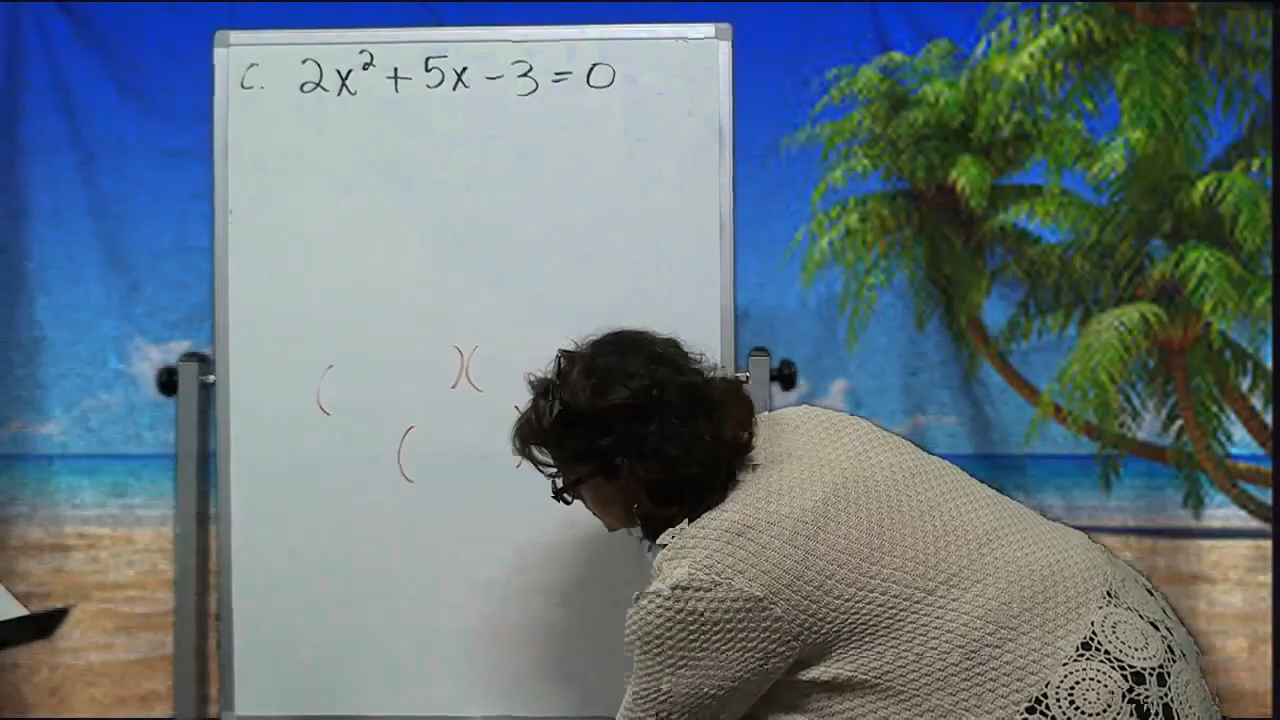 C. 2x² + 5x - 3 = 0
( )(
(